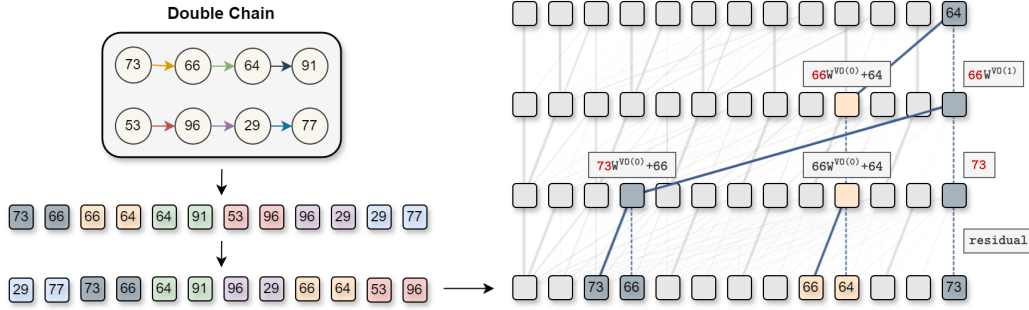 Double Chain
73 66 64 91
53 96 29 77
73 66 66 64 64 91 53 96 96 29 29 77
29 77 73 66 64 91 96 29 66 64 53 96
64
66W^VO(0)+64
66W^VO(1)
73W^VO(0)+66
66W^VO(0)+64
73
residual
73 66 66 64 73